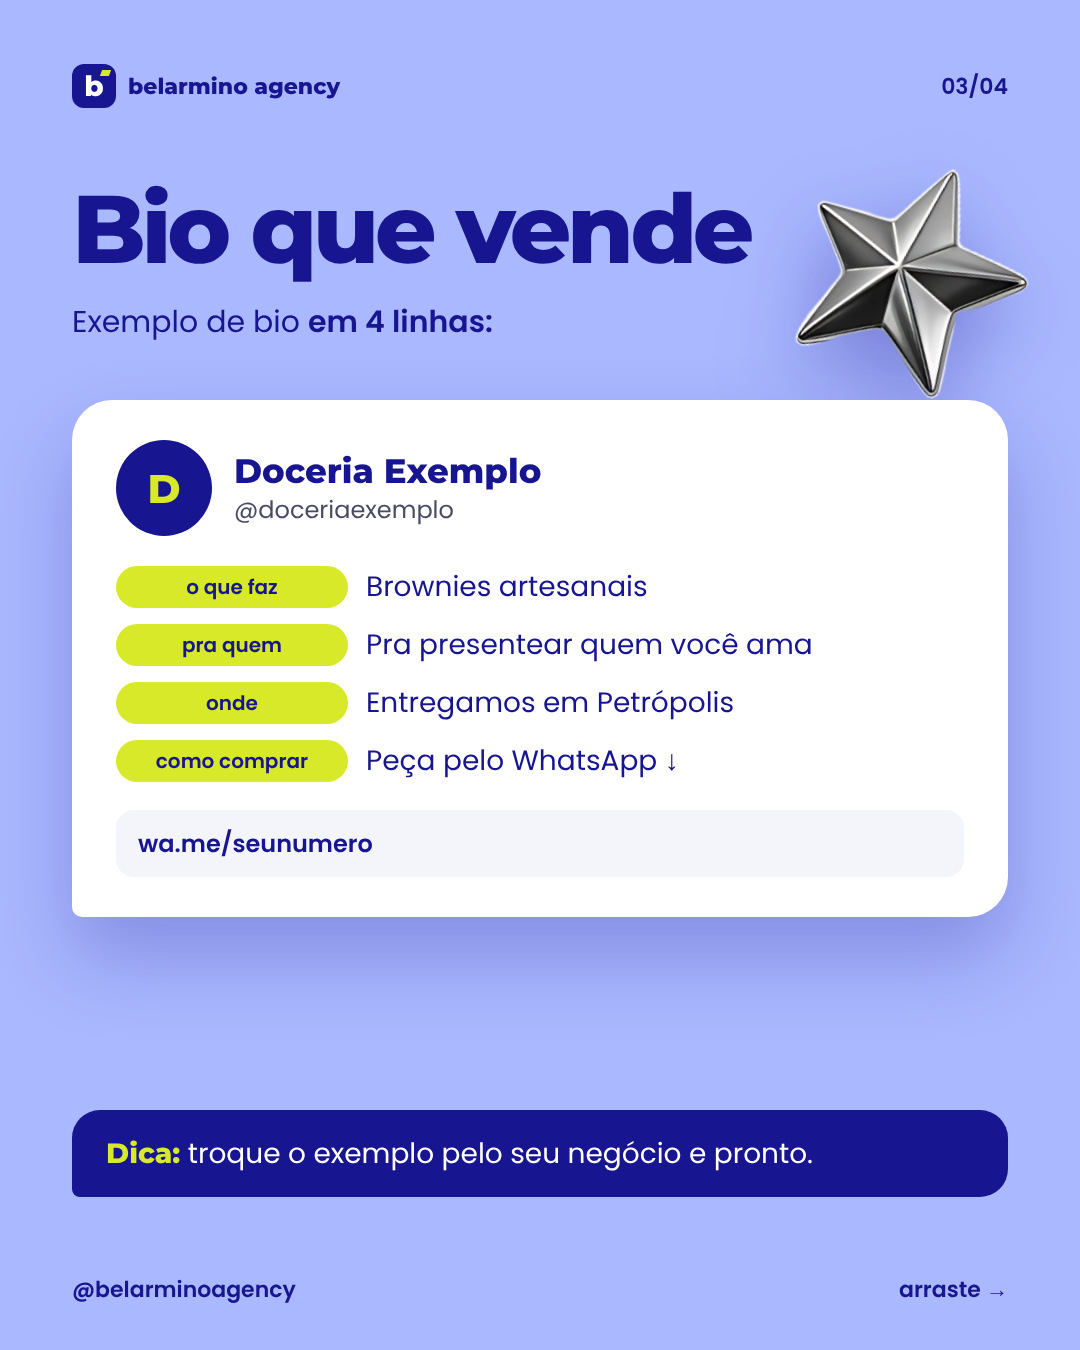 b belarmino agency
03/04
Bio que vende
Exemplo de bio em 4 linhas:
D
Doceria Exemplo
@doceriaexemplo
o que faz Brownies artesanais
pra quem Pra presentear quem você ama
onde Entregamos em Petrópolis
como comprar Peça pelo WhatsApp ↓
wa.me/seunumero
Dica: troque o exemplo pelo seu negócio e pronto.
@belarminoagency
arraste →